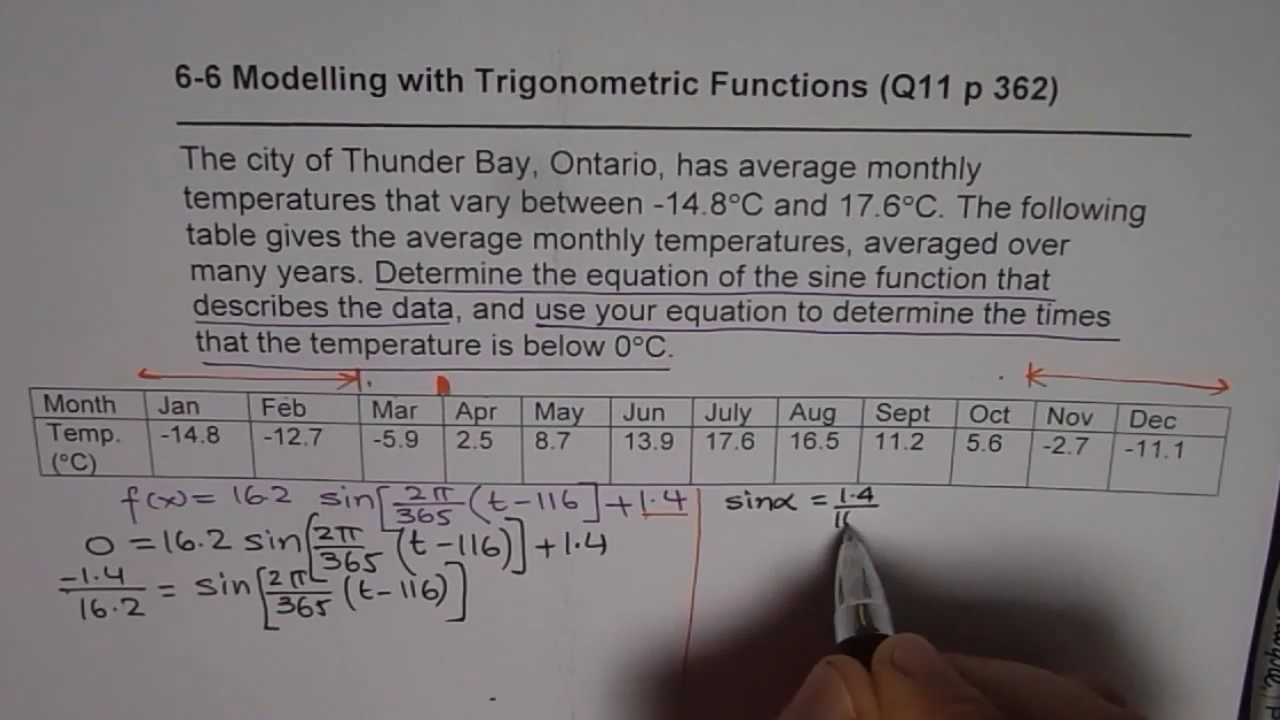 6-6 Modelling with Trigonometric Functions (Q11 p 362)
The city of Thunder Bay, Ontario, has average monthly
temperatures that vary between -14.8°C and 17.6°C. The following
table gives the average monthly temperatures, averaged over
many years. Determine the equation of the sine function that
describes the data, and use your equation to determine the times
that the temperature is below 0°C.
Month Jan Feb Mar Apr May Jun July Aug Sept Oct Nov Dec
Temp. (°C) -14.8 -12.7 -5.9 2.5 8.7 13.9 17.6 16.5 11.2 5.6 -2.7 -11.1
f(x) = 16.2 sin[2π/365 (t-116] + 1.4
0 = 16.2 sin[2π/365 (t-116)] + 1.4
-1.4/16.2 = sin[2π/365 (t-116)]
sinα = 1.4/